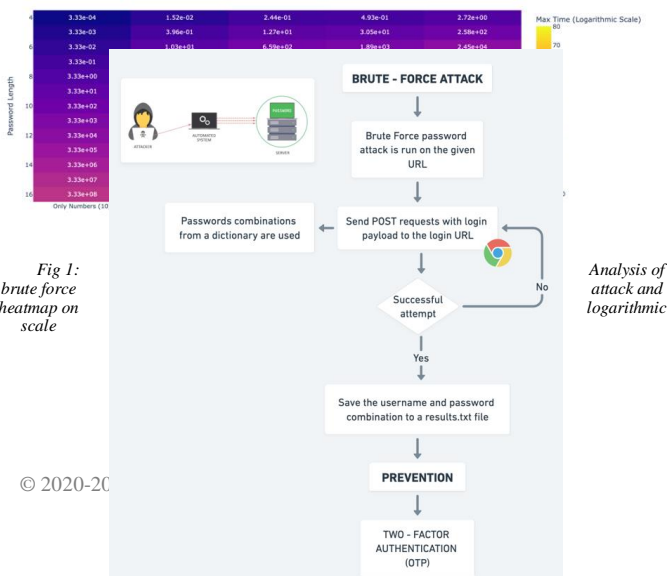 4 3.33e-04 1.52e-02 2.44e-01 4.93e-01 2.72e+00
3.33e-03 3.96e-01 1.27e+01 3.05e+01 2.58e+02
6 3.33e-02 1.03e+01 6.59e+02 1.89e+03 2.45e+04
3.33e-01
8 3.33e+00
3.33e+01
10 3.33e+02
3.33e+03
12 3.33e+04
3.33e+05
14 3.33e+06
3.33e+07
16 3.33e+08
Password Length
Only Numbers (10
Max Time (Logarithmic Scale)
80
70
ATTACKER
AUTOMATED
SYSTEM
PASSWORD
SERVER
BRUTE - FORCE ATTACK
Brute Force password
attack is run on the given
URL
Passwords combinations
from a dictionary are used
Send POST requests with login
payload to the login URL
Successful
attempt
No
Yes
Save the username and password
combination to a results.txt file
PREVENTION
TWO - FACTOR
AUTHENTICATION
(OTP)
Fig 1: Analysis of
brute force attack and
heatmap on logarithmic
scale
© 2020-20